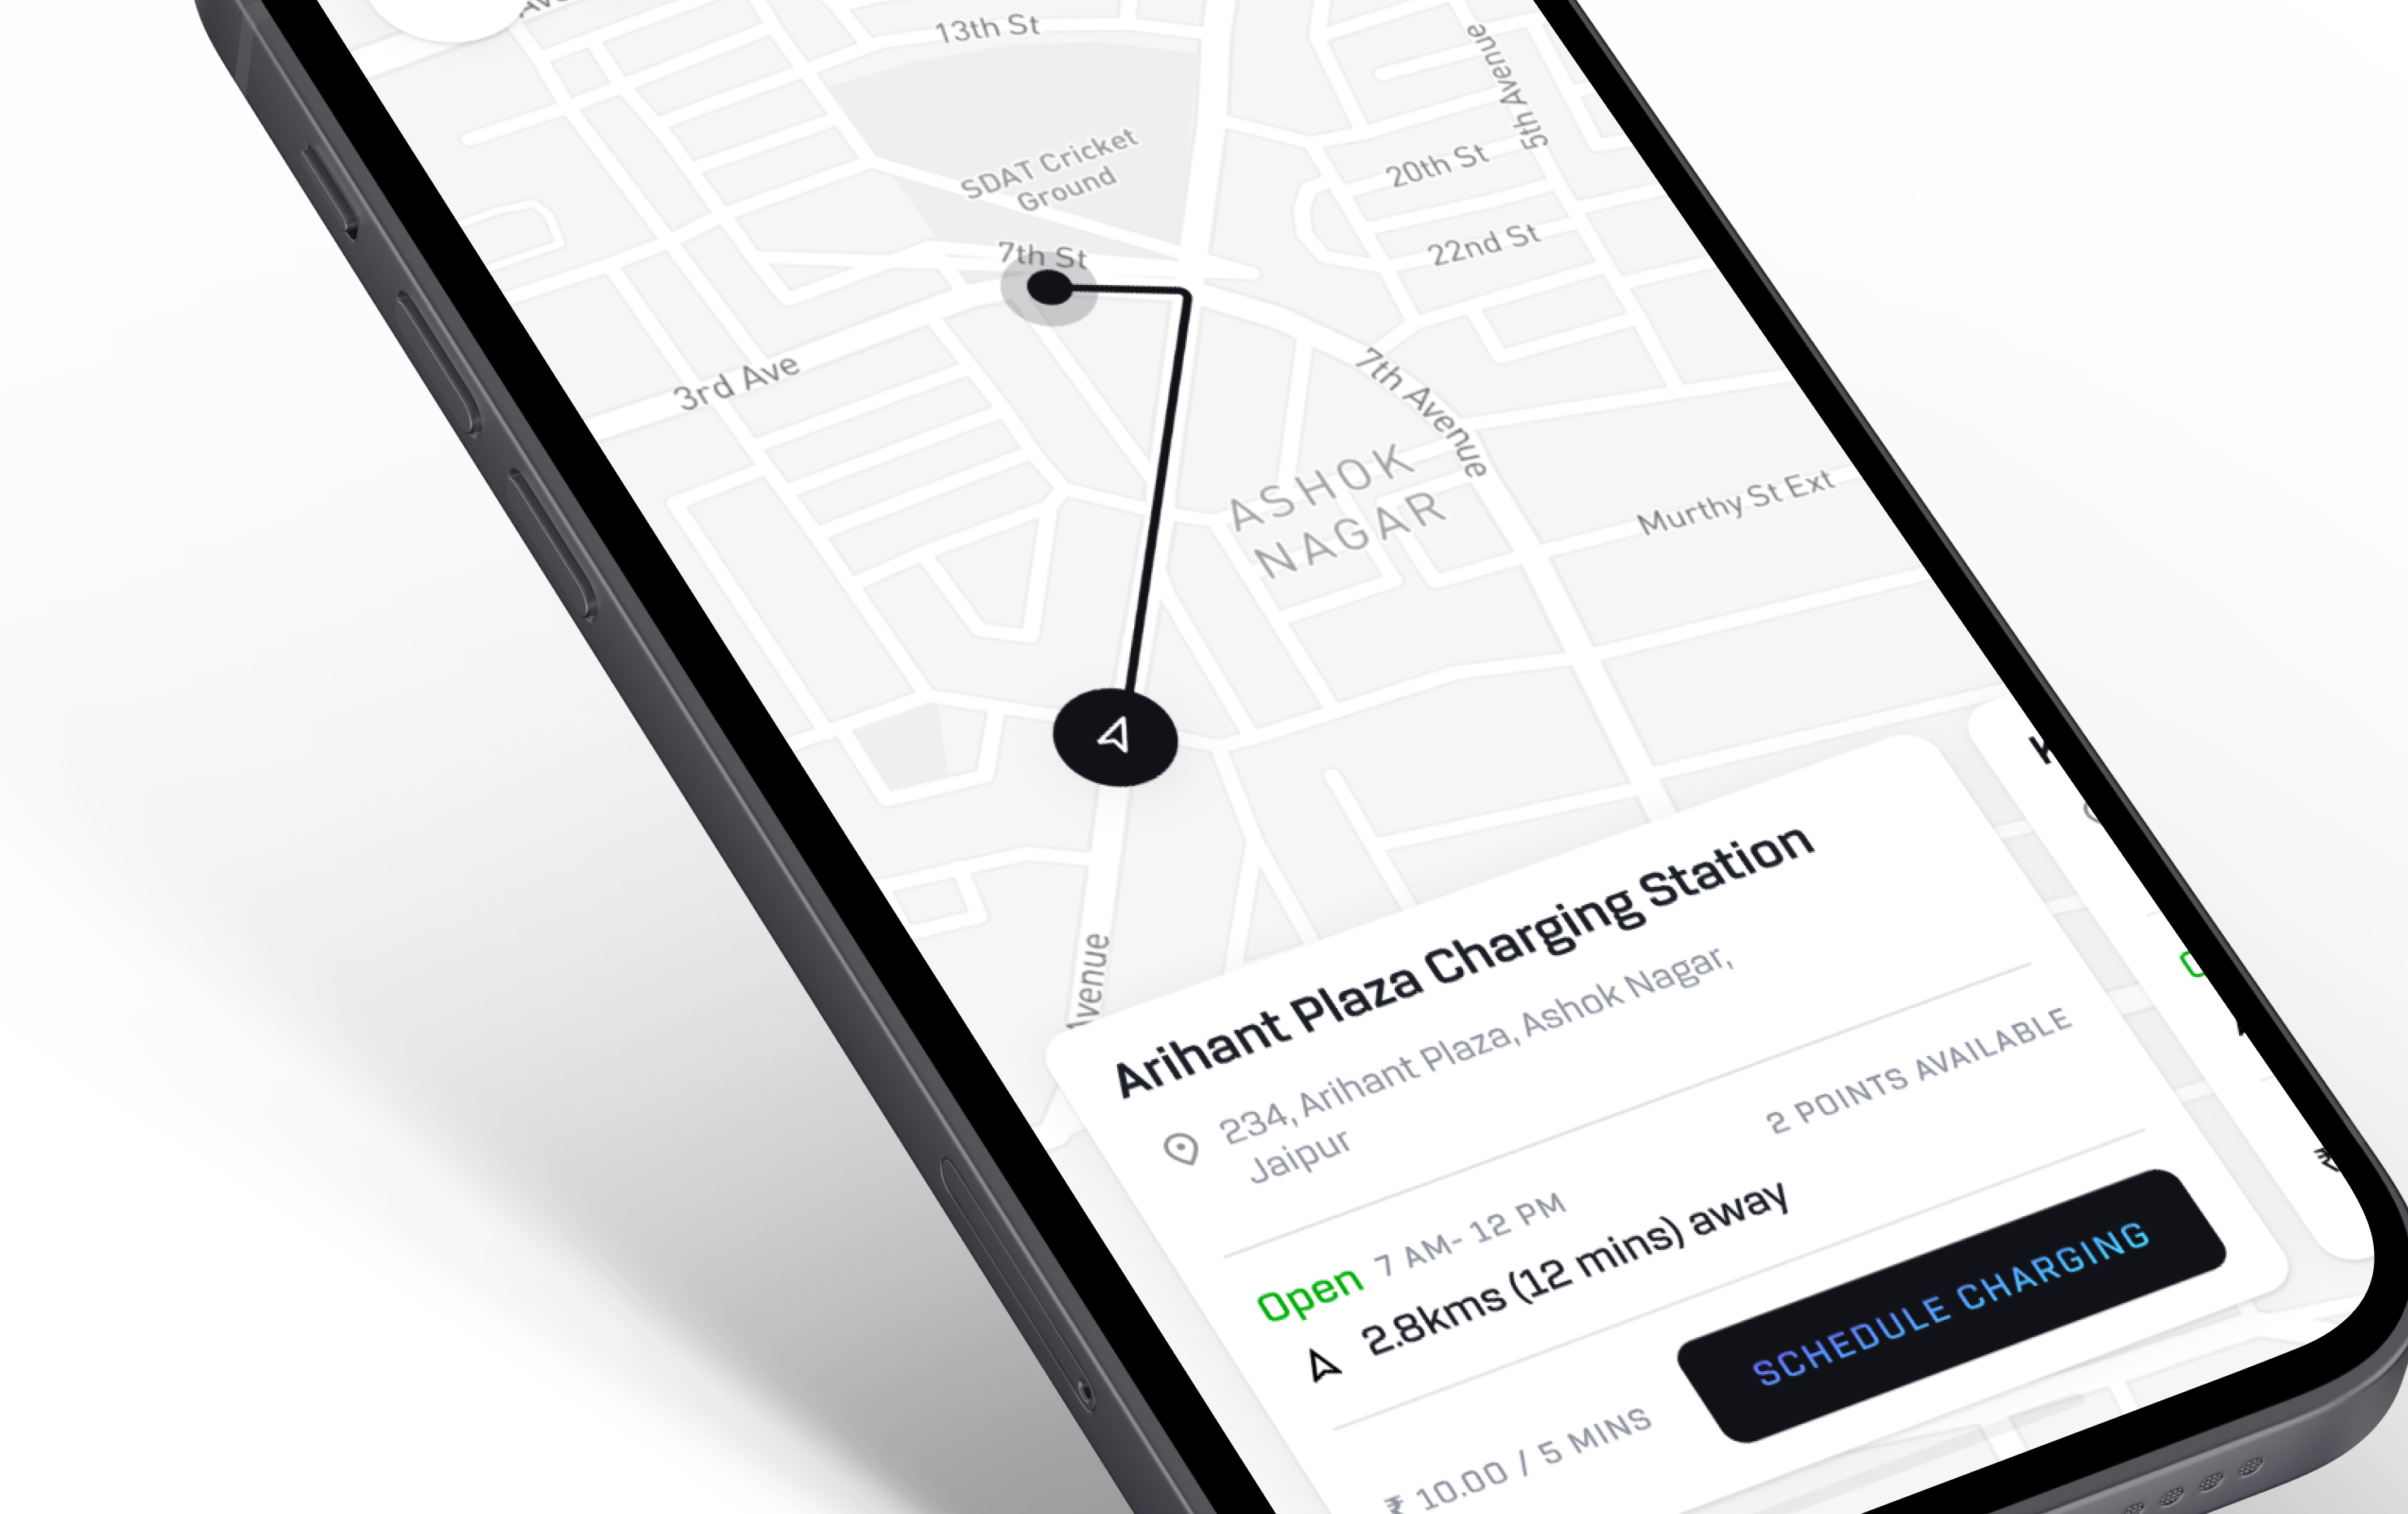 13th St
5th Avenue
SDAT Cricket
Ground
20th St
22nd St
7th St
3rd Ave
7th Avenue
ASHOK
NAGAR
Murthy St Ext
Avenue
Arihant Plaza Charging Station
234, Arihant Plaza, Ashok Nagar,
Jaipur
Open 7 AM- 12 PM
2 POINTS AVAILABLE
2.8kms (12 mins) away
₹ 10.00 / 5 MINS
SCHEDULE CHARGING
₹